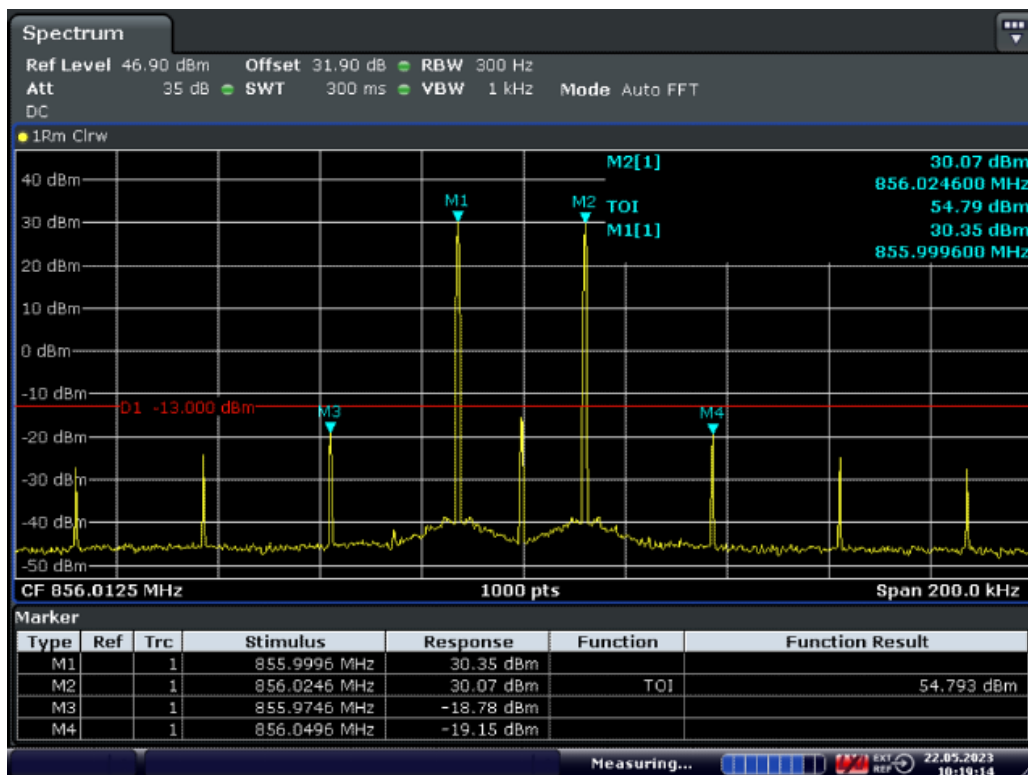 Spectrum
Ref Level 46.90 dBm Offset 31.90 dB RBW 300 Hz
Att 35 dB SWT 300 ms VBW 1 kHz Mode Auto FFT
DC
1Rm Clrw
M2[1] 30.07 dBm
856.024600 MHz
TOI 54.79 dBm
M1[1] 30.35 dBm
855.999600 MHz
40 dBm
M1 M2
30 dBm
20 dBm
10 dBm
0 dBm
-10 dBm
D1 -13.000 dBm
M3 M4
-20 dBm
-30 dBm
-40 dBm
-50 dBm
CF 856.0125 MHz 1000 pts Span 200.0 kHz
Marker
Type Ref Trc Stimulus Response Function Function Result
M1 1 855.9996 MHz 30.35 dBm
M2 1 856.0246 MHz 30.07 dBm TOI 54.793 dBm
M3 1 855.9746 MHz -18.78 dBm
M4 1 856.0496 MHz -19.15 dBm
Measuring... EXT REF 22.05.2023
10:19:14